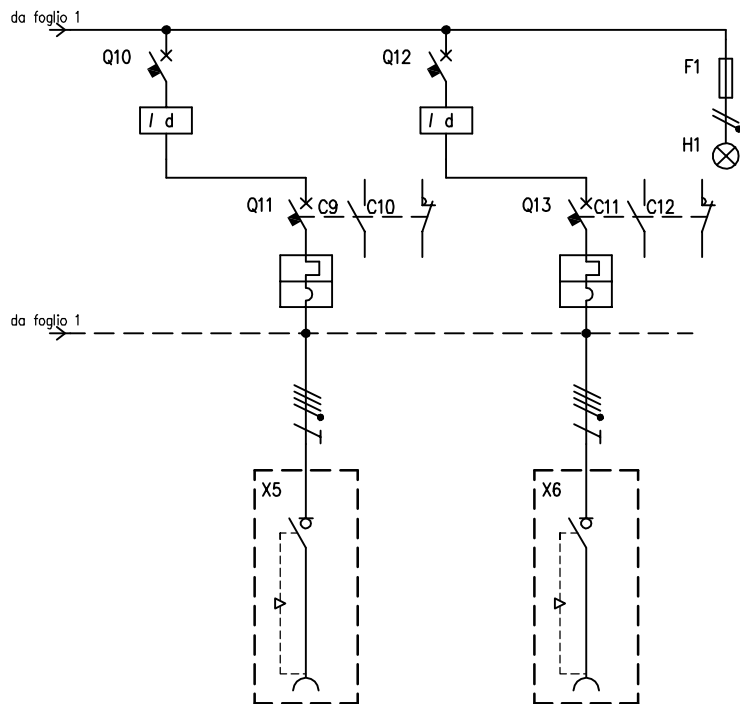 da foglio 1
Q10
Q12
F1
I d
I d
H1
Q11
C9
C10
Q13
C11
C12
da foglio 1
X5
X6